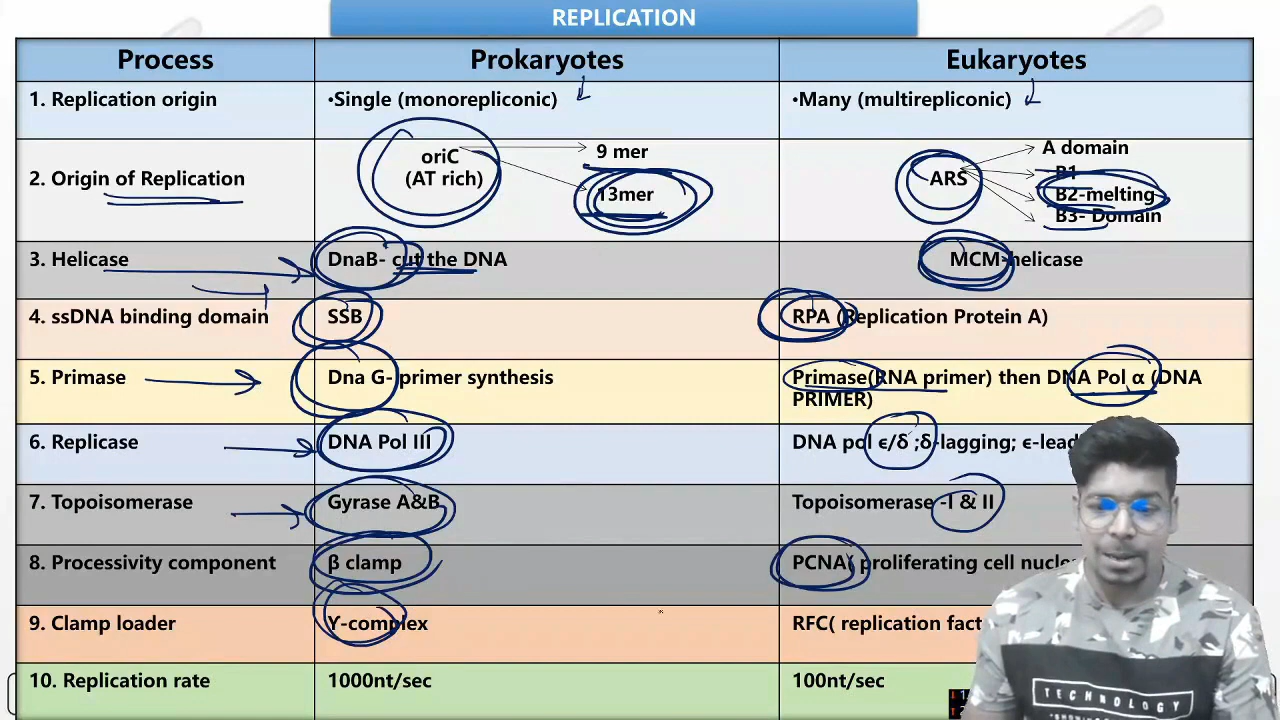 REPLICATION
Process Prokaryotes Eukaryotes
1. Replication origin •Single (monorepliconic) •Many (multirepliconic)
2. Origin of Replication oriC (AT rich) 9 mer 13mer ARS A domain B1 B2-melting B3- Domain
3. Helicase DnaB- cut the DNA MCM-helicase
4. ssDNA binding domain SSB RPA (Replication Protein A)
5. Primase Dna G- primer synthesis Primase(RNA primer) then DNA Pol α (DNA PRIMER)
6. Replicase DNA Pol III DNA pol ϵ/δ ;δ-lagging; ϵ-lead
7. Topoisomerase Gyrase A&B Topoisomerase -I & II
8. Processivity component β clamp PCNA( proliferating cell nucle
9. Clamp loader Υ-complex RFC( replication fact
10. Replication rate 1000nt/sec 100nt/sec
TECHNOLOGY